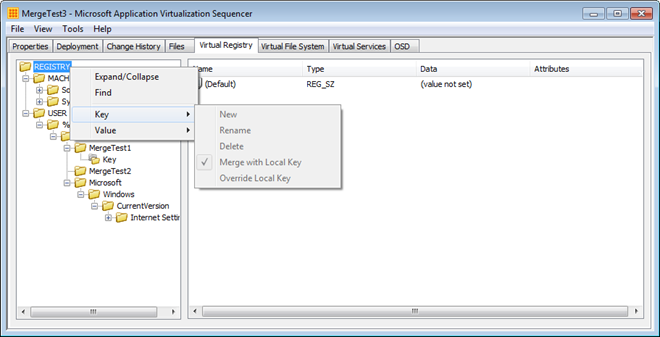 MergeTest3 - Microsoft Application Virtualization Sequencer
File View Tools Help
Properties Deployment Change History Files Virtual Registry Virtual File System Virtual Services OSD
REGISTRY
MACH
So
Sy
USER
%
MergeTest1
Key
MergeTest2
Microsoft
Windows
CurrentVersion
Internet Setti
Expand/Collapse
Find
Key
Value
New
Rename
Delete
Merge with Local Key
Override Local Key
Name Type Data Attributes
(Default) REG_SZ (value not set)